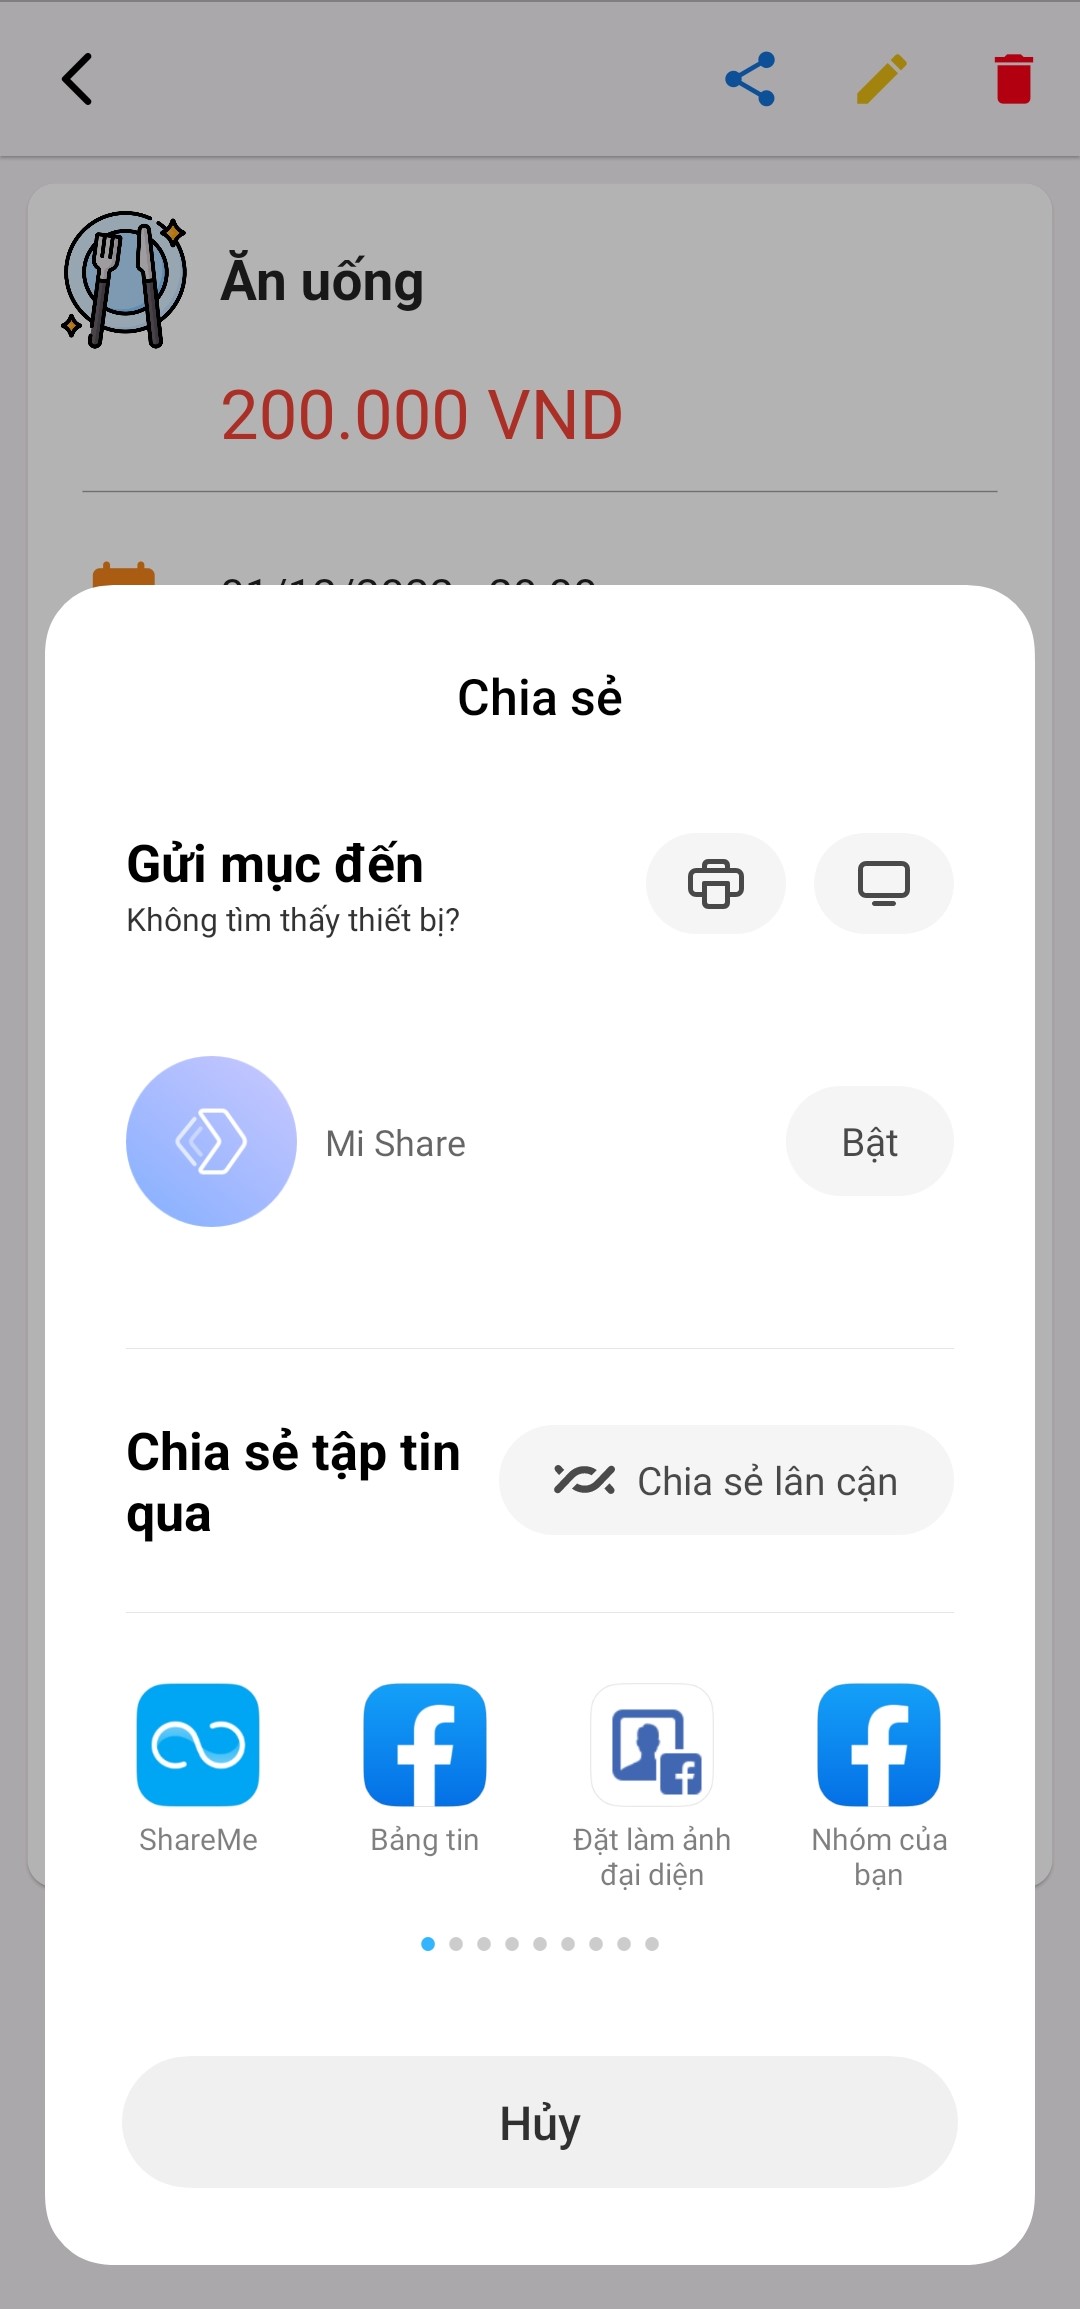 Ăn uống
200.000 VND
Chia sẻ
Gửi mục đến
Không tìm thấy thiết bị?
Mi Share
Bật
Chia sẻ tập tin
qua
Chia sẻ lân cận
ShareMe
Bảng tin
Đặt làm ảnh
đại diện
Nhóm của
bạn
Hủy